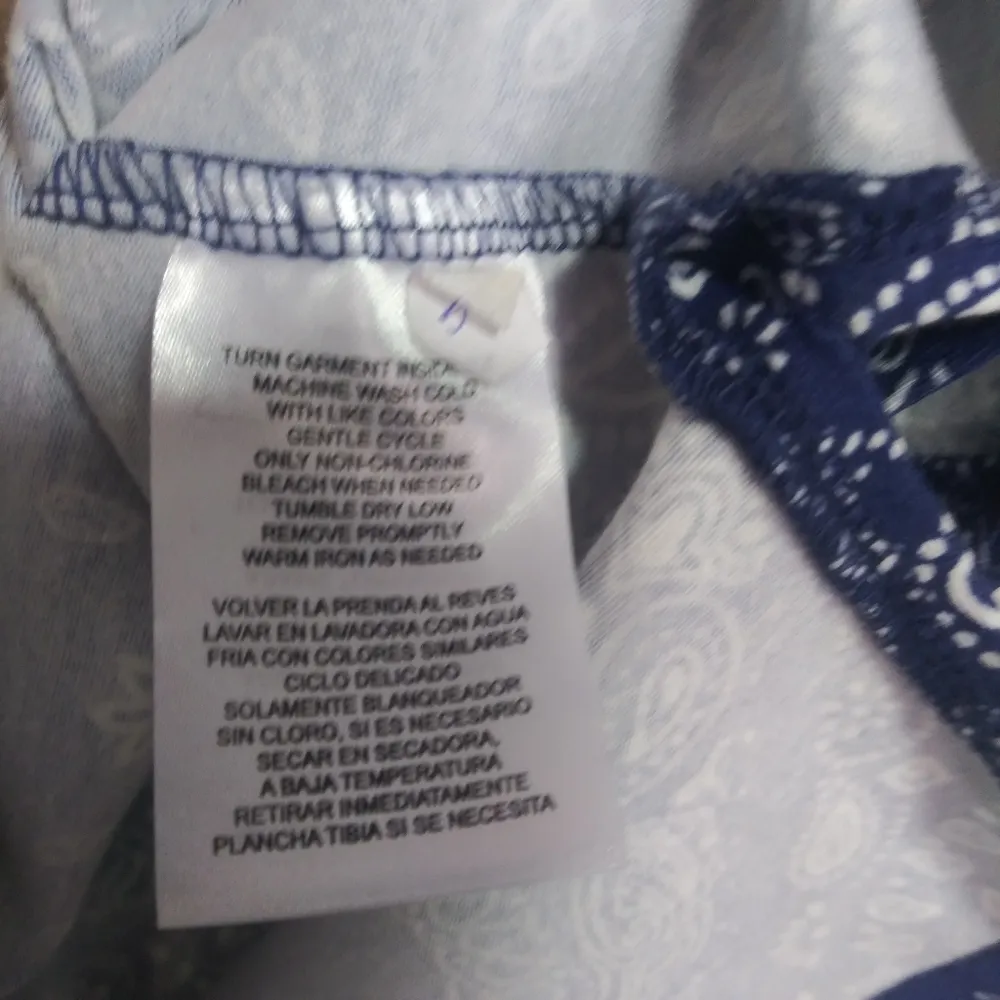 5
TURN GARMENT
MACHINE WASH COLD
WITH LIKE COLORS
GENTLE CYCLE
ONLY NON-CHLORINE
BLEACH WHEN NEEDED
TUMBLE DRY LOW
REMOVE PROMPTLY
WARM IRON AS NEEDED
VOLVER LA PRENDA AL REVES
LAVAR EN LAVADORA CON AGUA
FRIA CON COLORES SIMILARES
CICLO DELICADO
SOLAMENTE BLANQUEADOR
SIN CLORO, SI ES NECESARIO
SECAR EN SECADORA,
A BAJA TEMPERATURA
RETIRAR INMEDIATAMENTE
PLANCHA TIBIA SI SE NECESITA